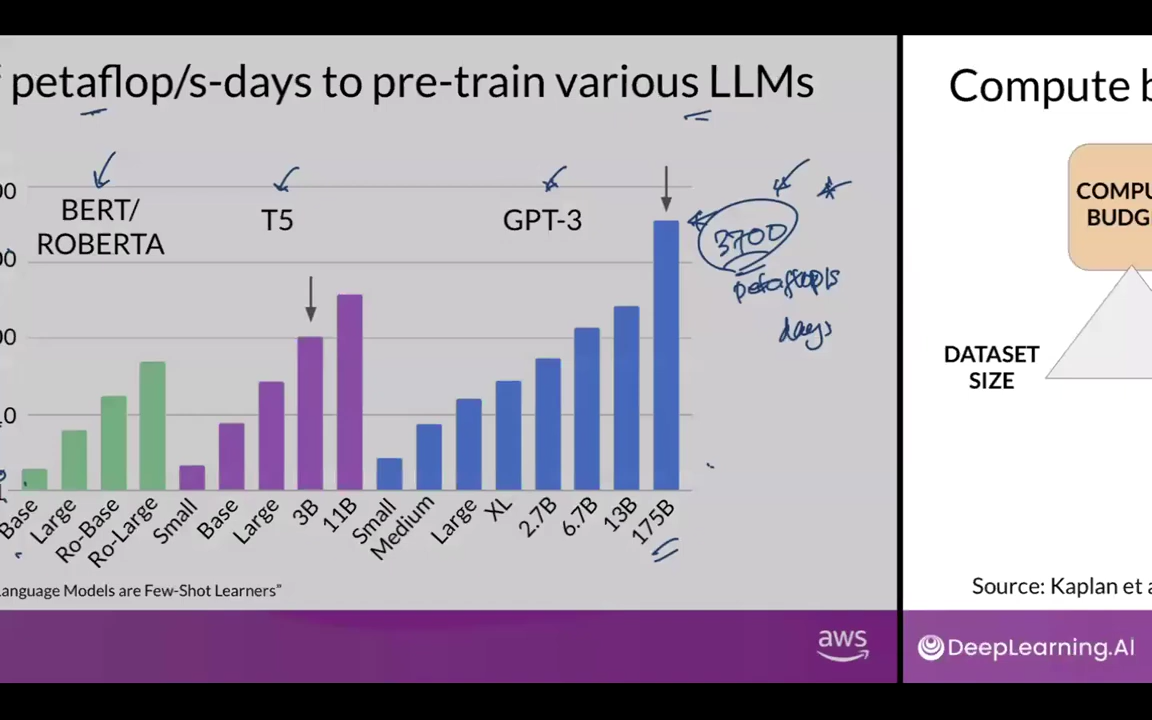 petaflop/s-days to pre-train various LLMs
BERT/
ROBERTA
T5
GPT-3
3700
petaflop/s
days
Base
Large
Ro-Base
Ro-Large
Small
Base
Large
3B
11B
Small
Medium
Large
XL
2.7B
6.7B
13B
175B
Language Models are Few-Shot Learners”
aws
Compute b
COMPU
BUDG
DATASET
SIZE
Source: Kaplan et a
DeepLearning.AI